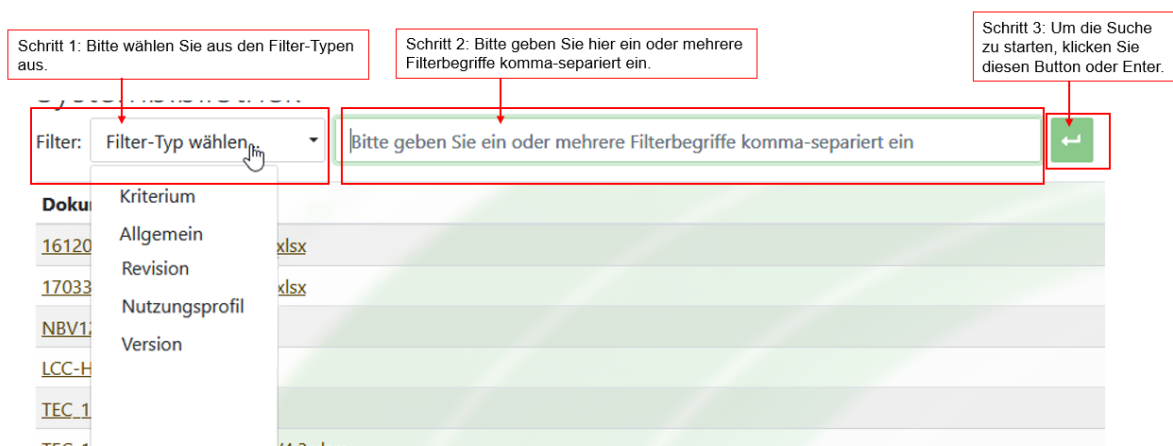 Schritt 1: Bitte wählen Sie aus den Filter-Typen
aus.
Schritt 2: Bitte geben Sie hier ein oder mehrere
Filterbegriffe komma-separiert ein.
Schritt 3: Um die Suche
zu starten, klicken Sie
diesen Button oder Enter.
Filter: Filter-Typ wählen... Bitte geben Sie ein oder mehrere Filterbegriffe komma-separiert ein
Kriterium
Doku
Allgemein
16120 xlsx
Revision
17033 xlsx
Nutzungsprofil
NBV12
Version
LCC-H
TEC_1